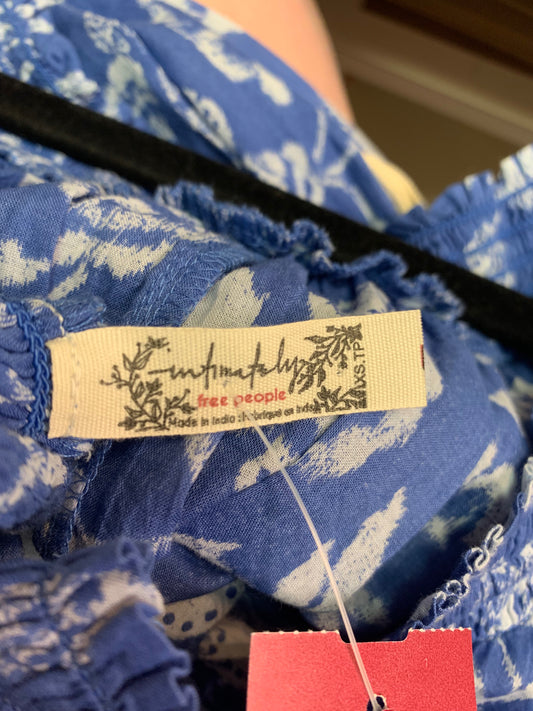 intimately
free people
Made in India fabriqué en Inde
XS.TP